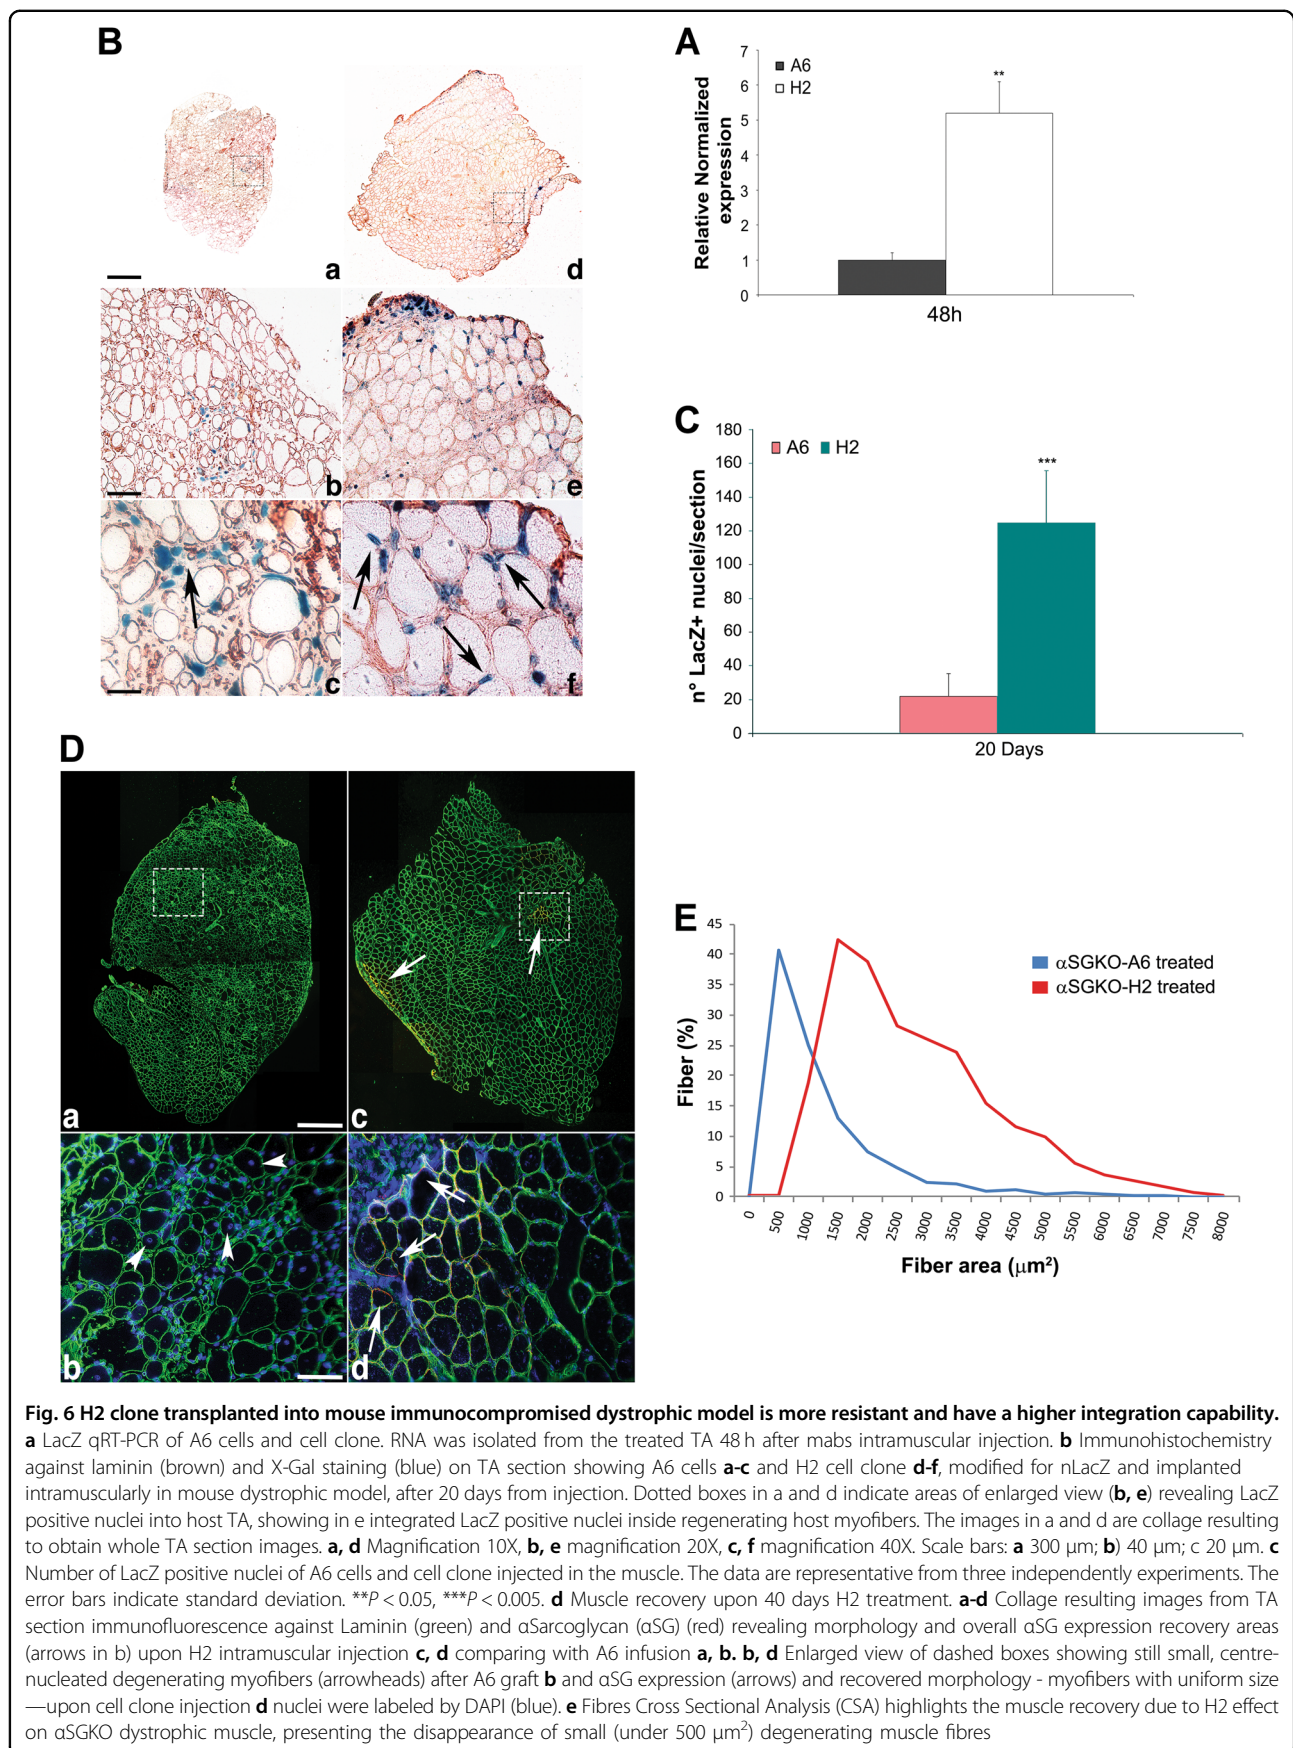 B
a
d
b
e
c
f
A
7
6
5
4
3
2
1
0
Relative Normalized
expression
A6
H2
**
48h
C
180
160
140
120
100
80
60
40
20
0
n° LacZ+ nuclei/section
A6 H2
***
20 Days
D
a
c
b
d
E
45
40
35
30
25
20
15
10
5
0
Fiber (%)
αSGKO-A6 treated
αSGKO-H2 treated
0 500 1000 1500 2000 2500 3000 3500 4000 4500 5000 5500 6000 6500 7000 7500 8000
Fiber area (μm²)
Fig. 6 H2 clone transplanted into mouse immunocompromised dystrophic model is more resistant and have a higher integration capability.
a LacZ qRT-PCR of A6 cells and cell clone. RNA was isolated from the treated TA 48 h after mabs intramuscular injection. b Immunohistochemistry
against laminin (brown) and X-Gal staining (blue) on TA section showing A6 cells a-c and H2 cell clone d-f, modified for nLacZ and implanted
intramuscularly in mouse dystrophic model, after 20 days from injection. Dotted boxes in a and d indicate areas of enlarged view (b, e) revealing LacZ
positive nuclei into host TA, showing in e integrated LacZ positive nuclei inside regenerating host myofibers. The images in a and d are collage resulting
to obtain whole TA section images. a, d Magnification 10X, b, e magnification 20X, c, f magnification 40X. Scale bars: a 300 μm; b) 40 μm; c 20 μm. c
Number of LacZ positive nuclei of A6 cells and cell clone injected in the muscle. The data are representative from three independently experiments. The
error bars indicate standard deviation. **P < 0.05, ***P < 0.005. d Muscle recovery upon 40 days H2 treatment. a-d Collage resulting images from TA
section immunofluorescence against Laminin (green) and αSarcoglycan (αSG) (red) revealing morphology and overall αSG expression recovery areas
(arrows in b) upon H2 intramuscular injection c, d comparing with A6 infusion a, b. b, d Enlarged view of dashed boxes showing still small, centre-
nucleated degenerating myofibers (arrowheads) after A6 graft b and αSG expression (arrows) and recovered morphology - myofibers with uniform size
—upon cell clone injection d nuclei were labeled by DAPI (blue). e Fibres Cross Sectional Analysis (CSA) highlights the muscle recovery due to H2 effect
on αSGKO dystrophic muscle, presenting the disappearance of small (under 500 μm²) degenerating muscle fibres